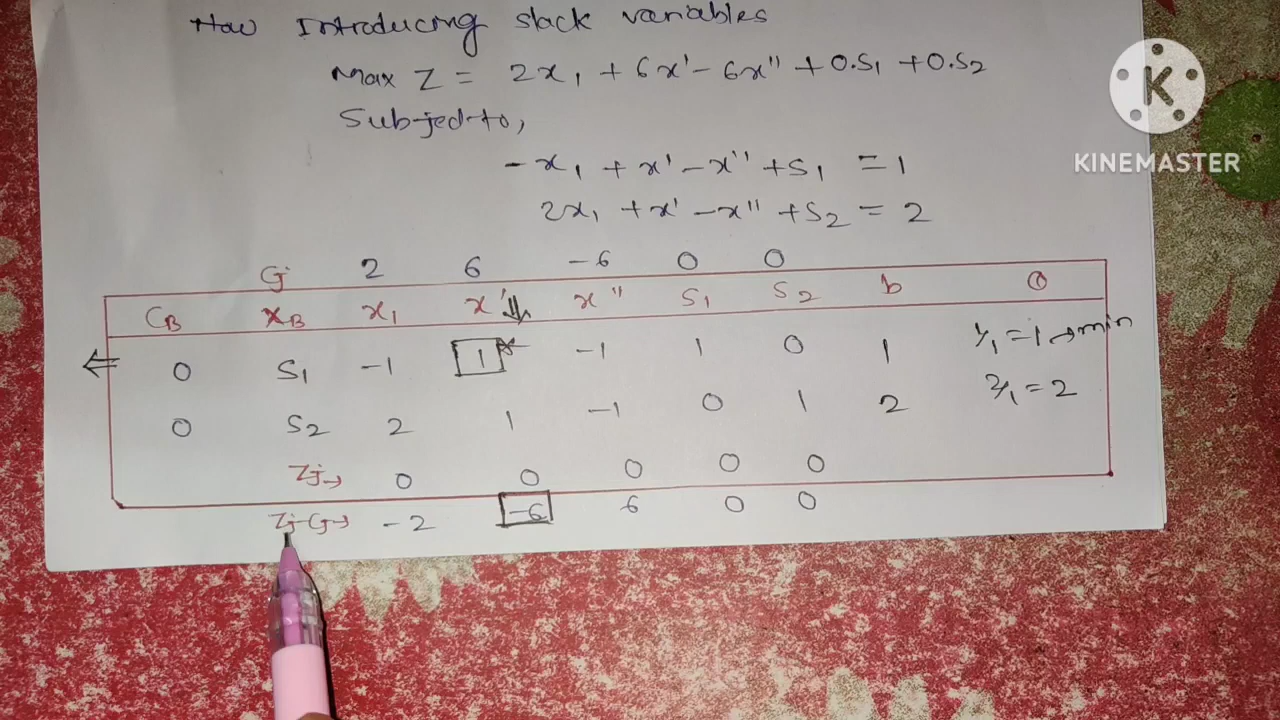 Now Introducing slack variables
Max Z = 2x₁ + 6x' - 6x'' + 0.S₁ + 0.S₂
Subjed-to,
K
KINEMASTER
-x₁ + x' - x'' + S₁ = 1
2x₁ + x' - x'' + S₂ = 2
Cj 2 6 -6 0 0
CB XB x₁ x' ⇓ x'' S₁ S₂ b θ
⇐ 0 S₁ -1 1* -1 1 0 1 1/1 = 1 → min
0 S₂ 2 1 -1 0 1 2 2/1 = 2
Zj→ 0 0 0 0 0
Zj-Cj→ -2 -6 6 0 0